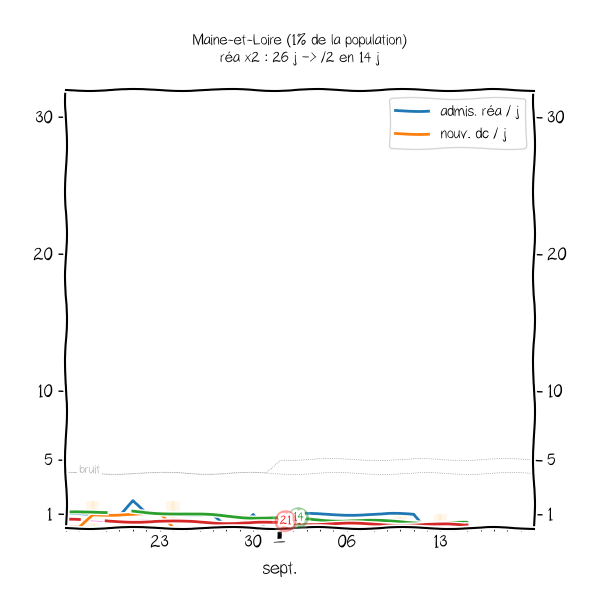 Maine-et-Loire (1% de la population)
réa x2 : 26 j -> /2 en 14 j
admis. réa / j
nouv. dc / j
30
30
20
20
10
10
5
5
bruit
1
1
21
14
23
30
06
13
sept.